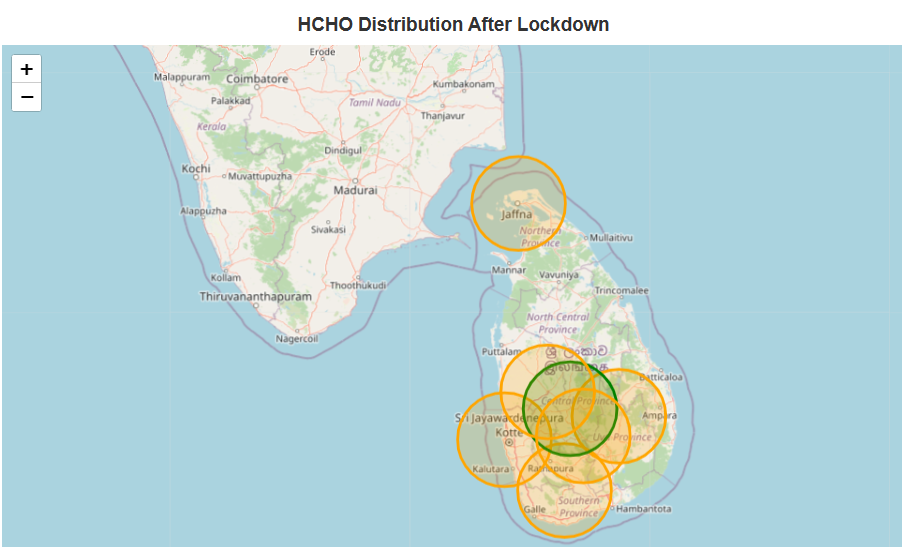 HCHO Distribution After Lockdown
+
−
Erode
Malappuram
Coimbatore
Kumbakonam
Palakkad
Tamil Nadu
Thanjavur
Kerala
Dindigul
Kochi
Muvattupuzha
Madurai
Alappuzha
Sivakasi
Jaffna
Northern
Province
Mullaitivu
Kollam
Thoothukudi
Mannar
Vavuniya
Thiruvananthapuram
Trincomalee
Nagercoil
North Central
Province
Puttalam
ශ්‍රී ලංකාව
இலங்கை
Batticaloa
Central Province
Sri Jayawardenepura
Kotte
Ampara
Uva Province
Kalutara
Ratnapura
Southern
Province
Galle
Hambantota